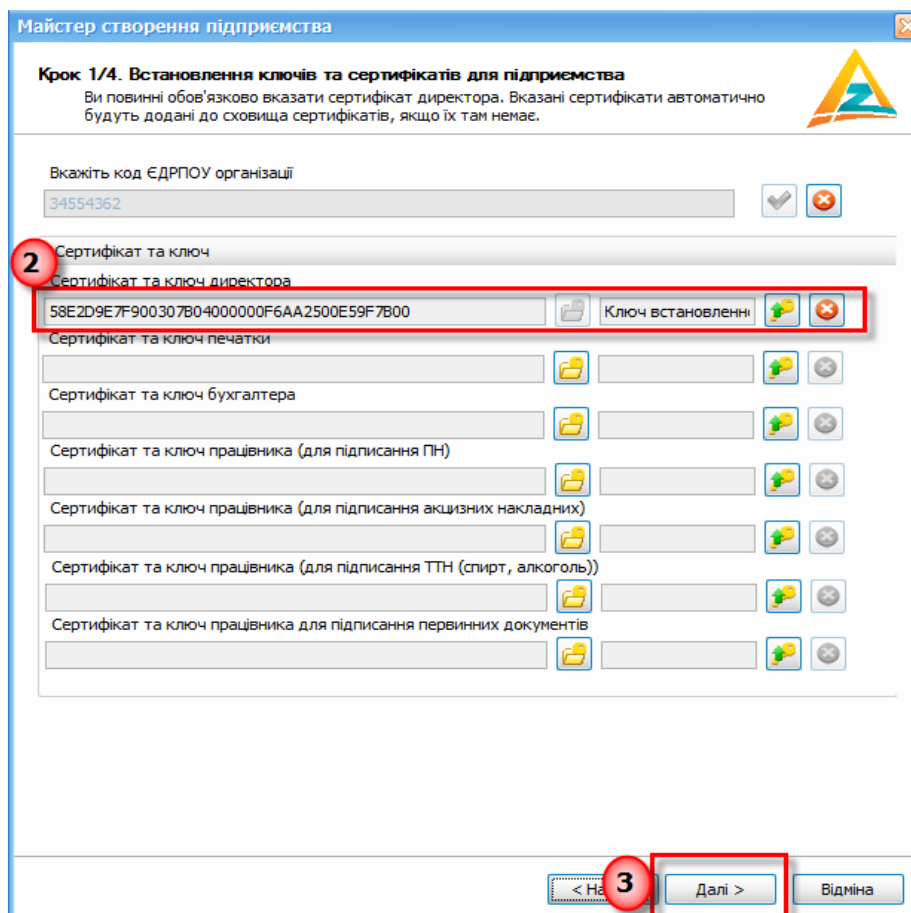 Майстер створення підприємства
Крок 1/4. Встановлення ключів та сертифікатів для підприємства
Ви повинні обов'язково вказати сертифікат директора. Вказані сертифікати автоматично
будуть додані до сховища сертифікатів, якщо їх там немає.
Z
Вкажіть код ЄДРПОУ організації
34554362
Сертифікат та ключ
2
Сертифікат та ключ директора
58E2D9E7F900307B04000000F6AA2500E59F7B00 Ключ встановленн
Сертифікат та ключ печатки
Сертифікат та ключ бухгалтера
Сертифікат та ключ працівника (для підписання ПН)
Сертифікат та ключ працівника (для підписання акцизних накладних)
Сертифікат та ключ працівника (для підписання ТТН (спирт, алкоголь))
Сертифікат та ключ працівника для підписання первинних документів
< 3 Далі > Відміна